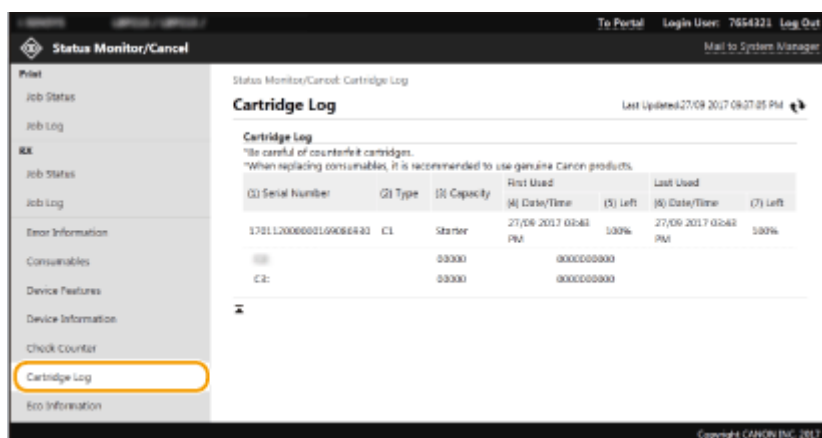 To Portal Login User: 7654321 Log Out
Status Monitor/Cancel
Mail to System Manager
Print
Job Status
Job Log
RX
Job Status
Job Log
Error Information
Consumables
Device Features
Device Information
Check Counter
Cartridge Log
Eco Information
Status Monitor/Cancel: Cartridge Log
Cartridge Log
Last Updated:27/09 2017 09:37:05 PM
Cartridge Log
*Be careful of counterfeit cartridges.
*When replacing consumables, it is recommended to use genuine Canon products.
(1) Serial Number (2) Type (3) Capacity First Used Last Used
(4) Date/Time (5) Left (6) Date/Time (7) Left
C1 Starter 27/09 2017 03:43 PM 100% 27/09 2017 03:43 PM 100%
00000 0000000000
C3: 00000 0000000000
Copyright CANON INC. 2017